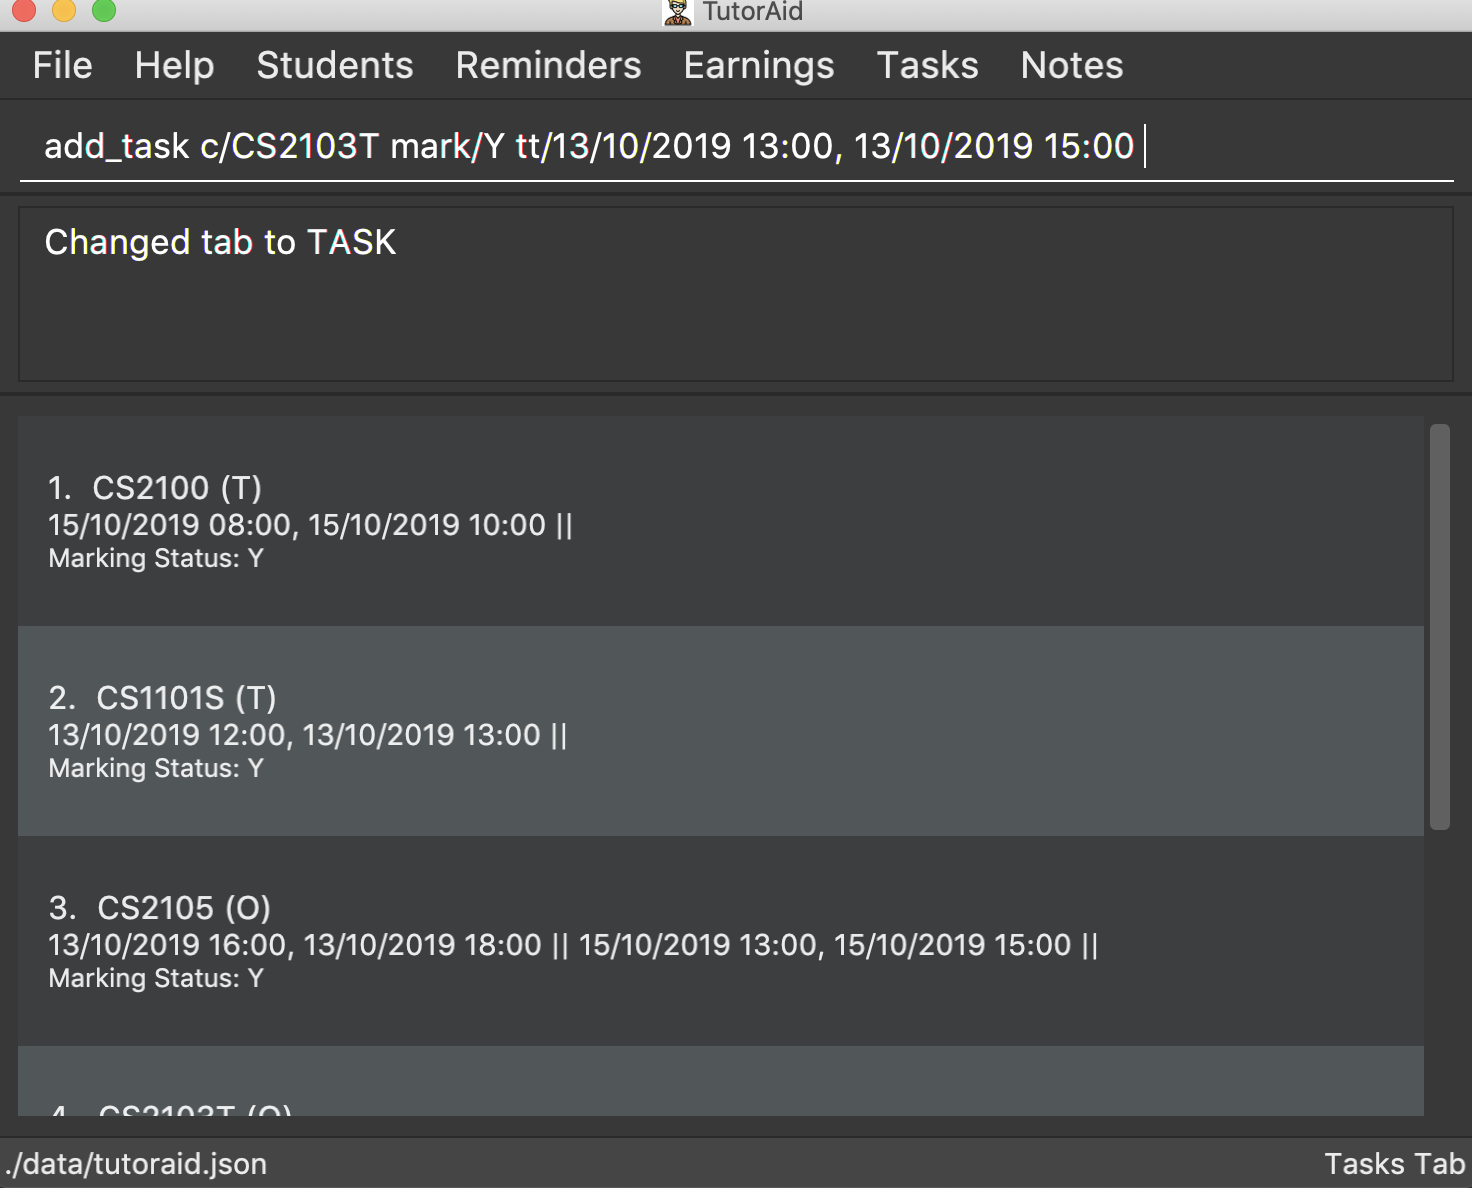 TutorAid
File Help Students Reminders Earnings Tasks Notes
add_task c/CS2103T mark/Y tt/13/10/2019 13:00, 13/10/2019 15:00
Changed tab to TASK
1. CS2100 (T)
15/10/2019 08:00, 15/10/2019 10:00 ||
Marking Status: Y
2. CS1101S (T)
13/10/2019 12:00, 13/10/2019 13:00 ||
Marking Status: Y
3. CS2105 (O)
13/10/2019 16:00, 13/10/2019 18:00 || 15/10/2019 13:00, 15/10/2019 15:00 ||
Marking Status: Y
4. CS2103T (O)
./data/tutoraid.json
Tasks Tab